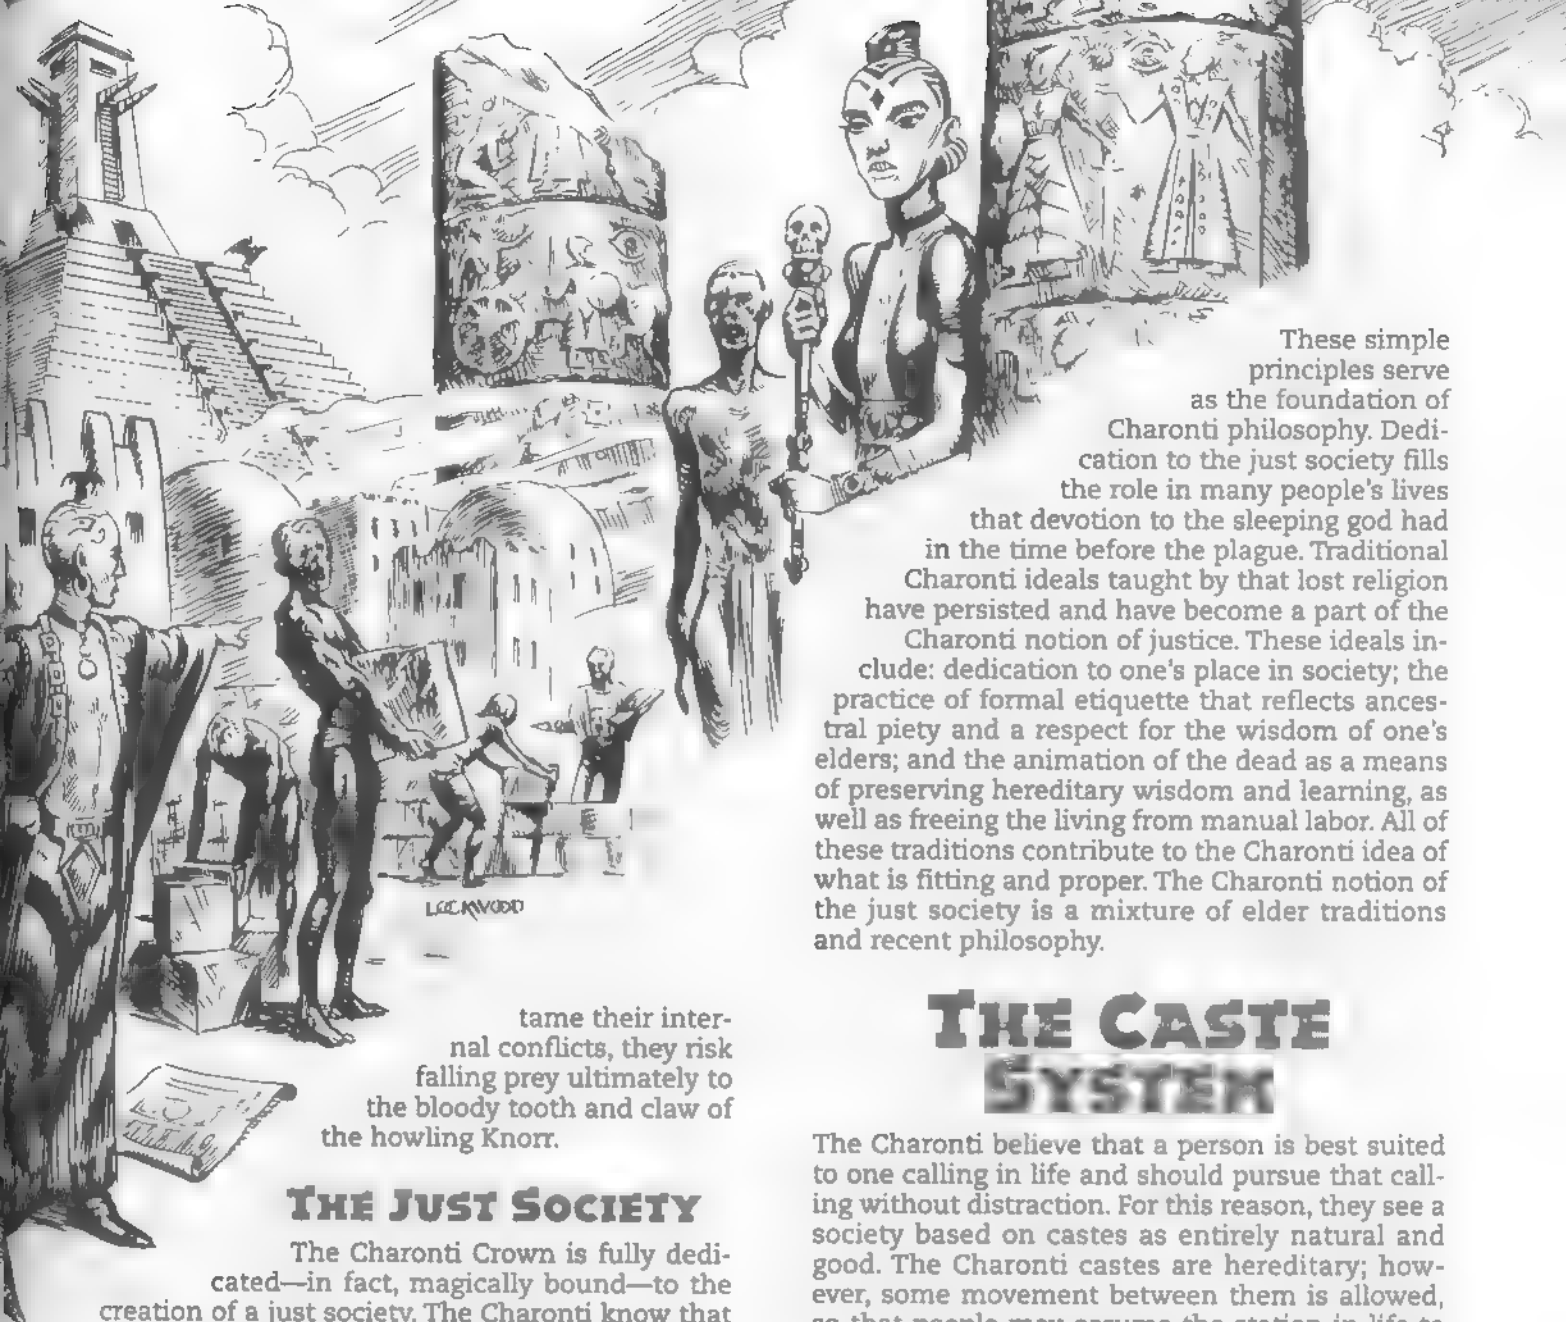 LOCKWOOD
tame their inter-
nal conflicts, they risk
falling prey ultimately to
the bloody tooth and claw of
the howling Knorr.
THE JUST SOCIETY
The Charonti Crown is fully dedi-
cated—in fact, magically bound—to the
creation of a just society. The Charonti know that
These simple
principles serve
as the foundation of
Charonti philosophy. Dedi-
cation to the just society fills
the role in many people's lives
that devotion to the sleeping god had
in the time before the plague. Traditional
Charonti ideals taught by that lost religion
have persisted and have become a part of the
Charonti notion of justice. These ideals in-
clude: dedication to one's place in society; the
practice of formal etiquette that reflects ances-
tral piety and a respect for the wisdom of one's
elders; and the animation of the dead as a means
of preserving hereditary wisdom and learning, as
well as freeing the living from manual labor. All of
these traditions contribute to the Charonti idea of
what is fitting and proper. The Charonti notion of
the just society is a mixture of elder traditions
and recent philosophy.
THE CASTE
SYSTEM
The Charonti believe that a person is best suited
to one calling in life and should pursue that call-
ing without distraction. For this reason, they see a
society based on castes as entirely natural and
good. The Charonti castes are hereditary; how-
ever, some movement between them is allowed,
so that people may assume the station in life to